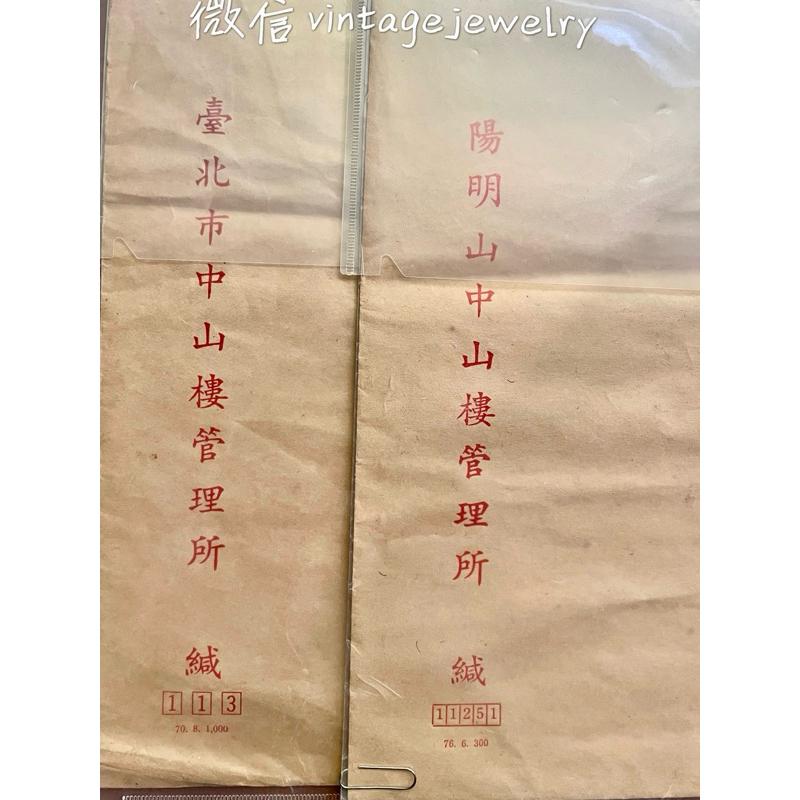 微信 vintagejewelry
臺北市中山樓管理所
緘
113
70. 8. 1,000
陽明山中山樓管理所
緘
11251
76. 6. 300